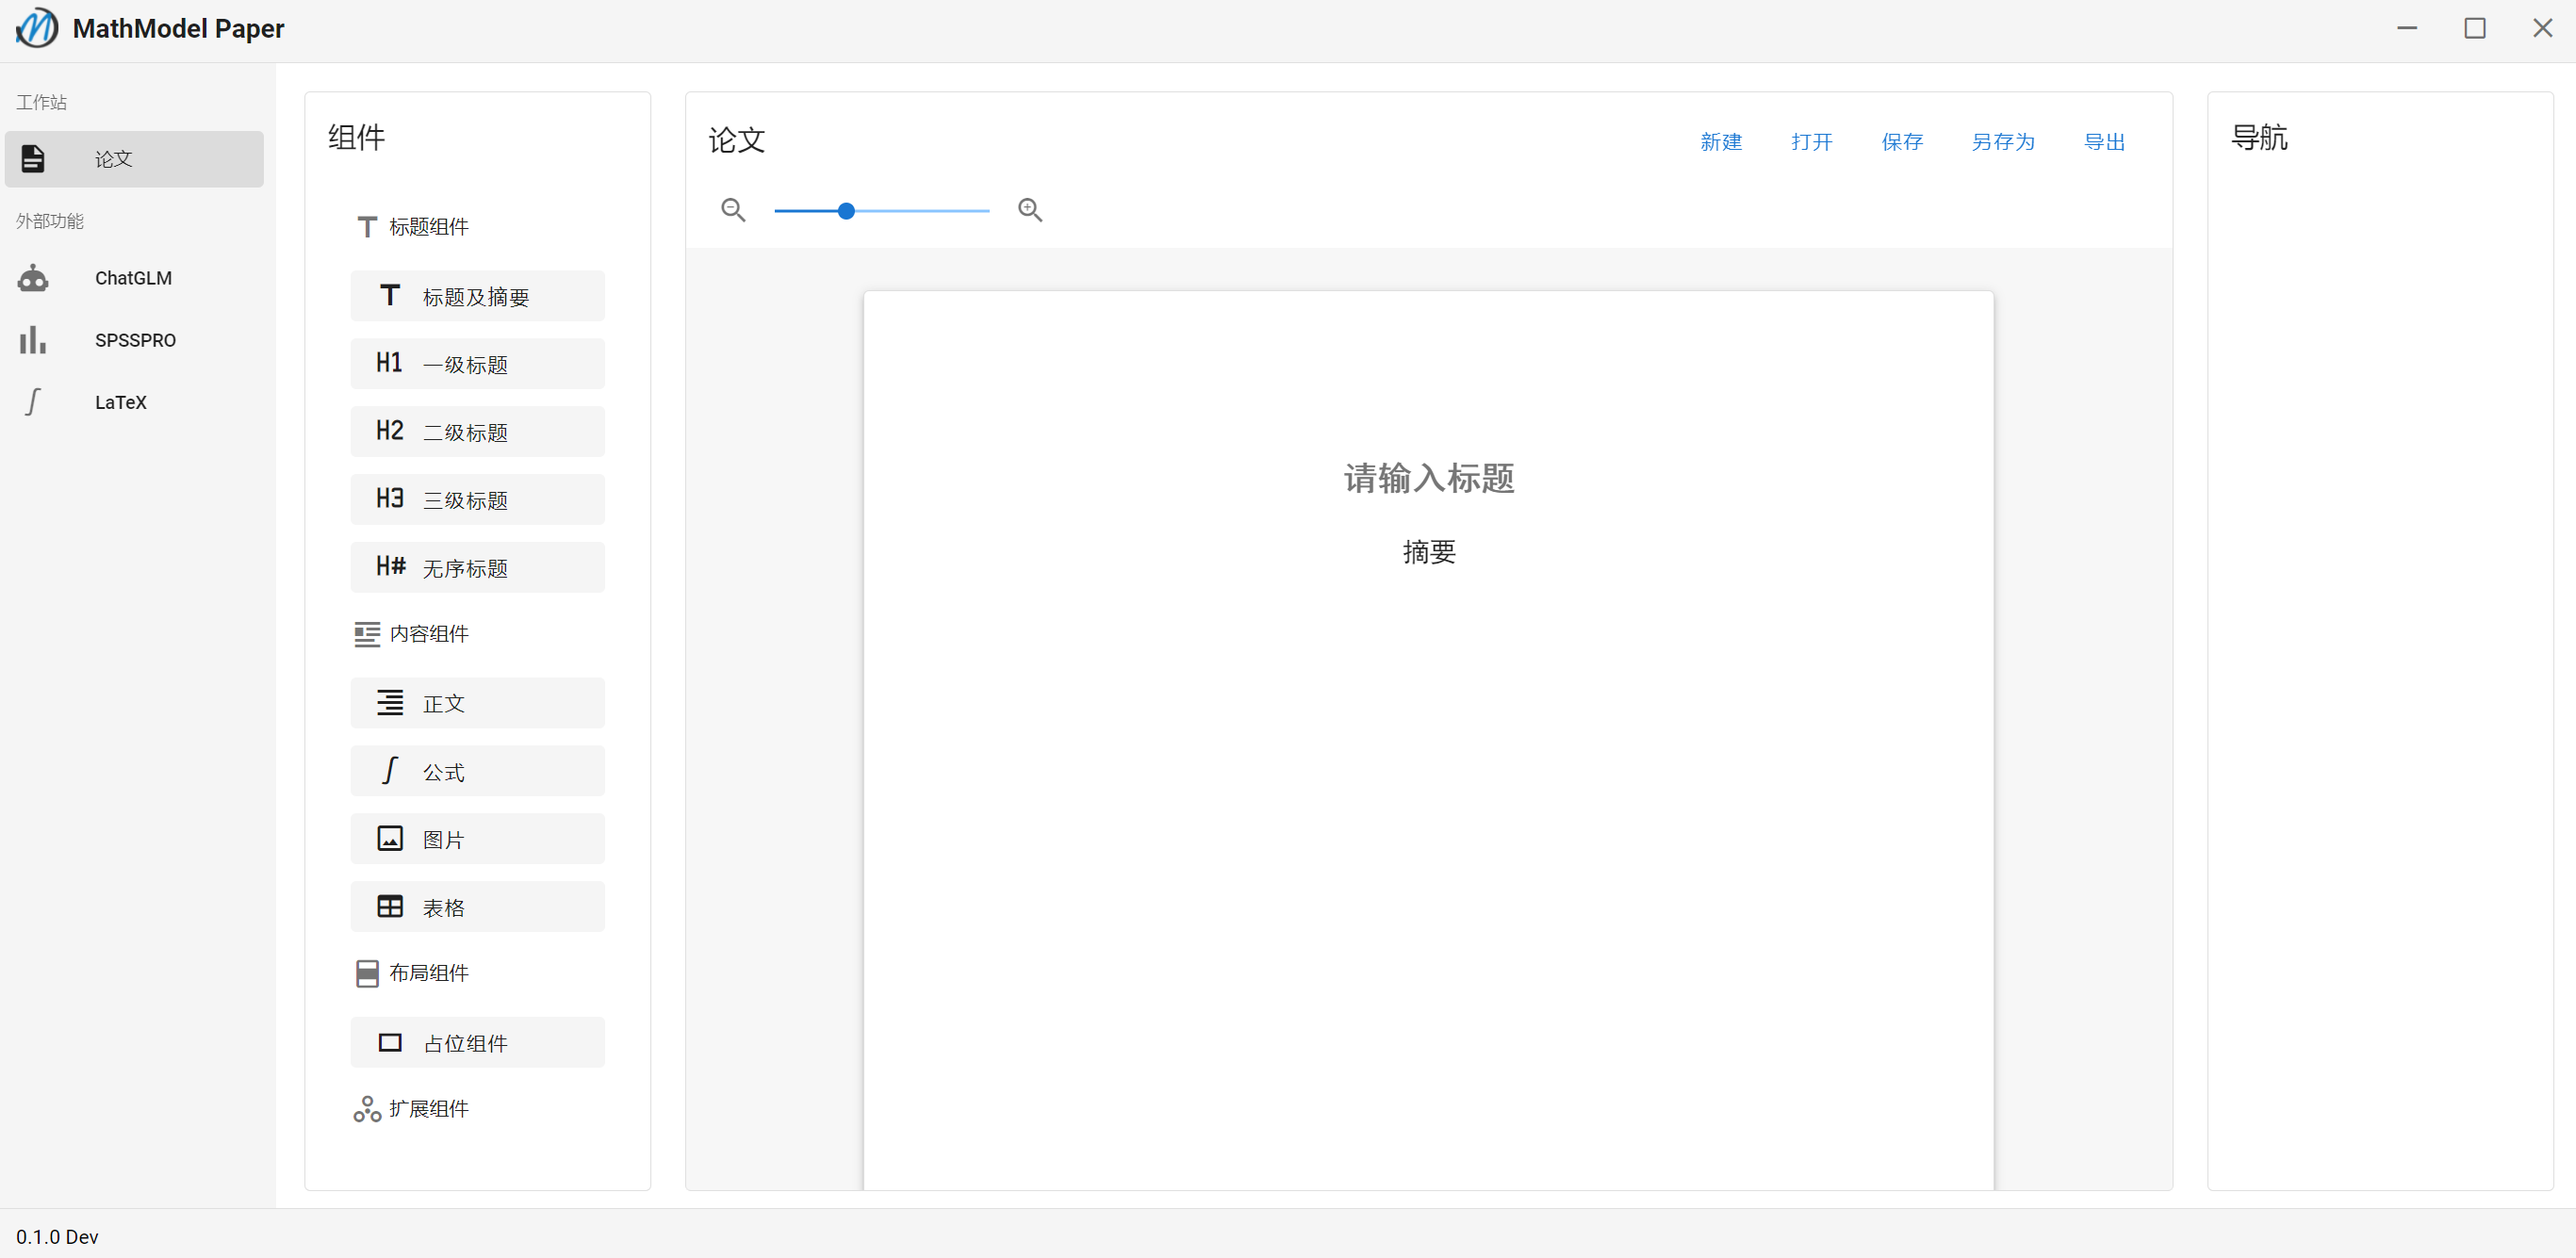 MathModel Paper
工作站
论文
外部功能
ChatGLM
SPSSPRO
LaTeX
组件
标题组件
标题及摘要
H1 一级标题
H2 二级标题
H3 三级标题
H# 无序标题
内容组件
正文
公式
图片
表格
布局组件
占位组件
扩展组件
论文
新建 打开 保存 另存为 导出
请输入标题
摘要
导航
0.1.0 Dev